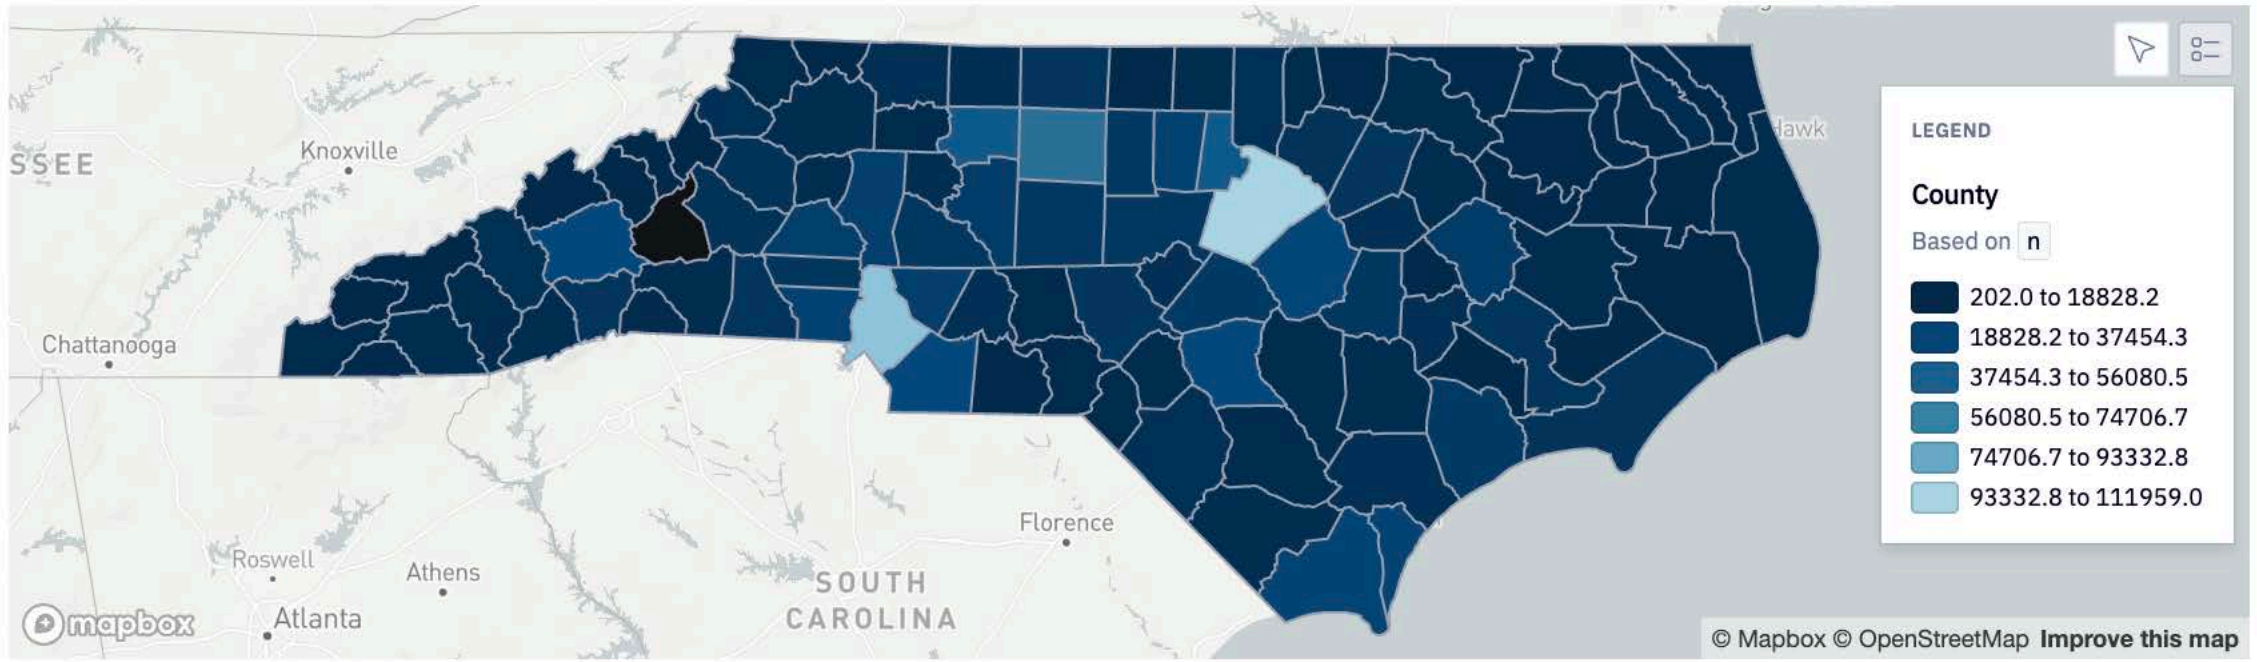 Knoxville
SSEE
Chattanooga
Roswell
Athens
Atlanta
mapbox
Florence
SOUTH
CAROLINA
Hawk
LEGEND
County
Based on n
202.0 to 18828.2
18828.2 to 37454.3
37454.3 to 56080.5
56080.5 to 74706.7
74706.7 to 93332.8
93332.8 to 111959.0
© Mapbox © OpenStreetMap Improve this map